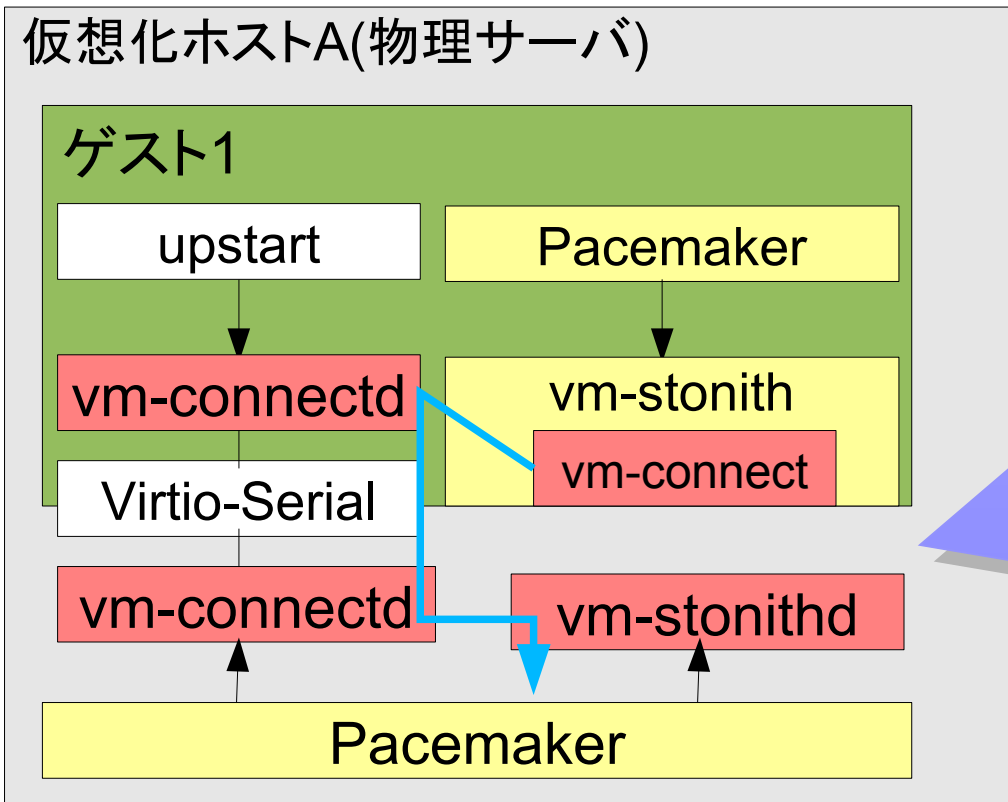 仮想化ホストA(物理サーバ)
ゲスト1
upstart
Pacemaker
vm-connectd
vm-stonith
vm-connect
Virtio-Serial
vm-connectd
vm-stonithd
Pacemaker